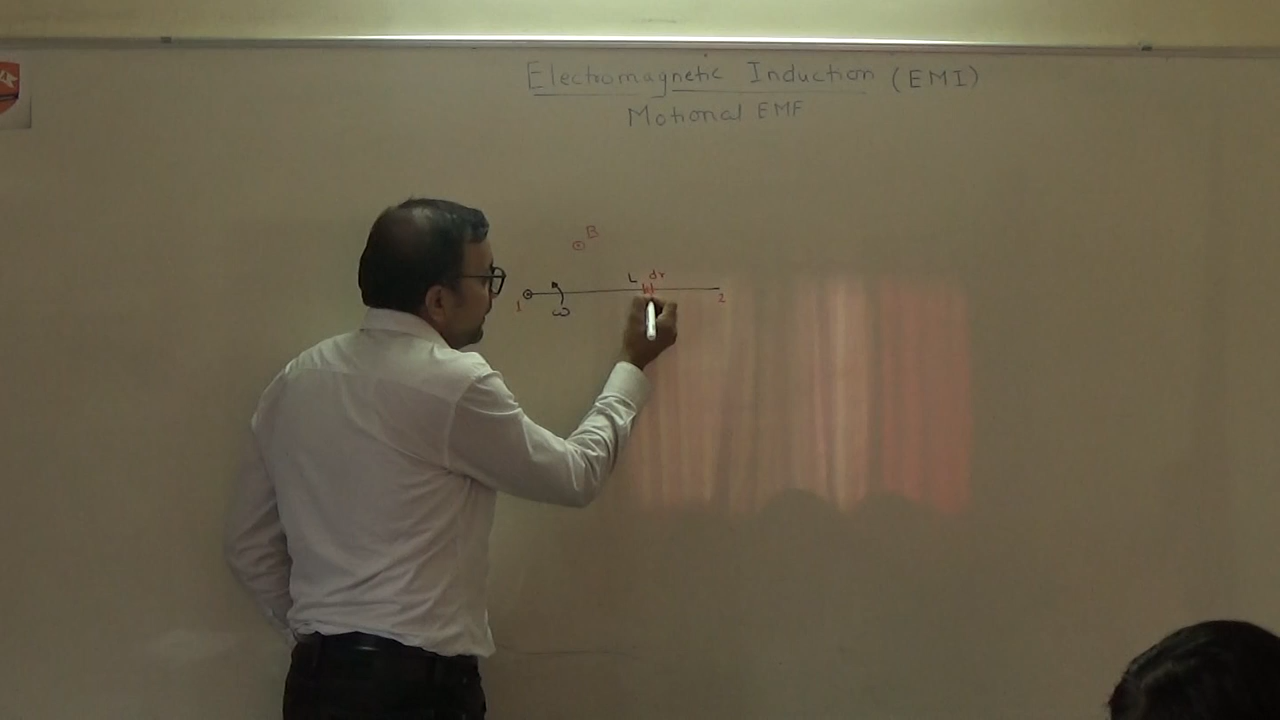 Electromagnetic Induction (EMI)
Motional EMF
B
L dr
1 ω 2